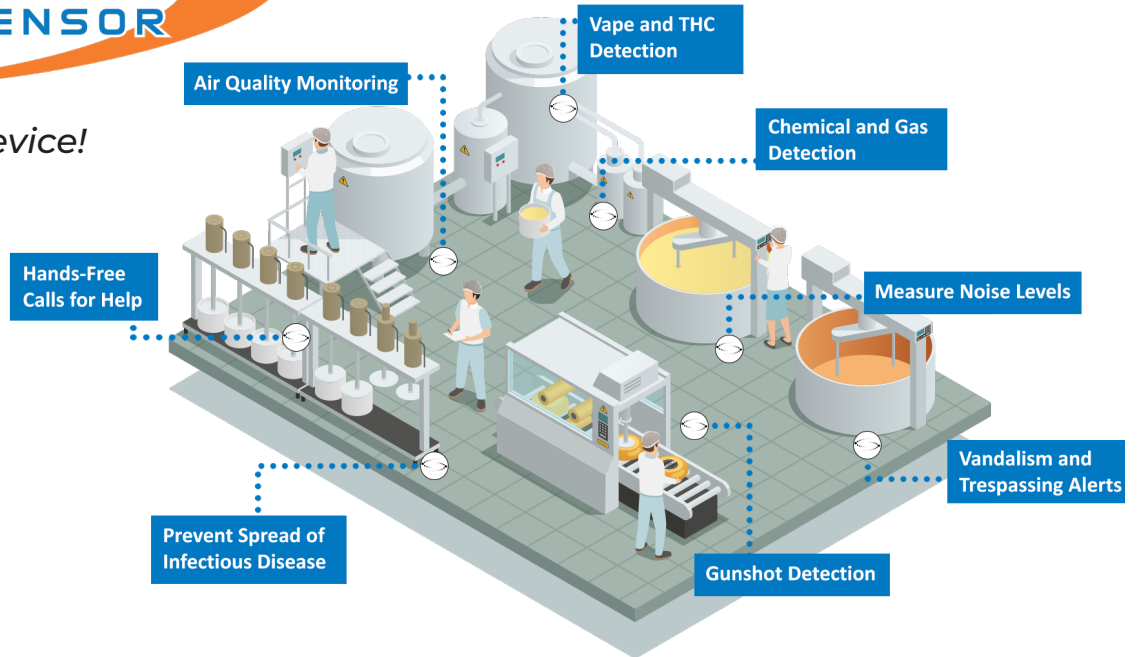 ENSOR
evice!
Vape and THC
Detection
Air Quality Monitoring
Chemical and Gas
Detection
Hands-Free
Calls for Help
Measure Noise Levels
Vandalism and
Trespassing Alerts
Prevent Spread of
Infectious Disease
Gunshot Detection